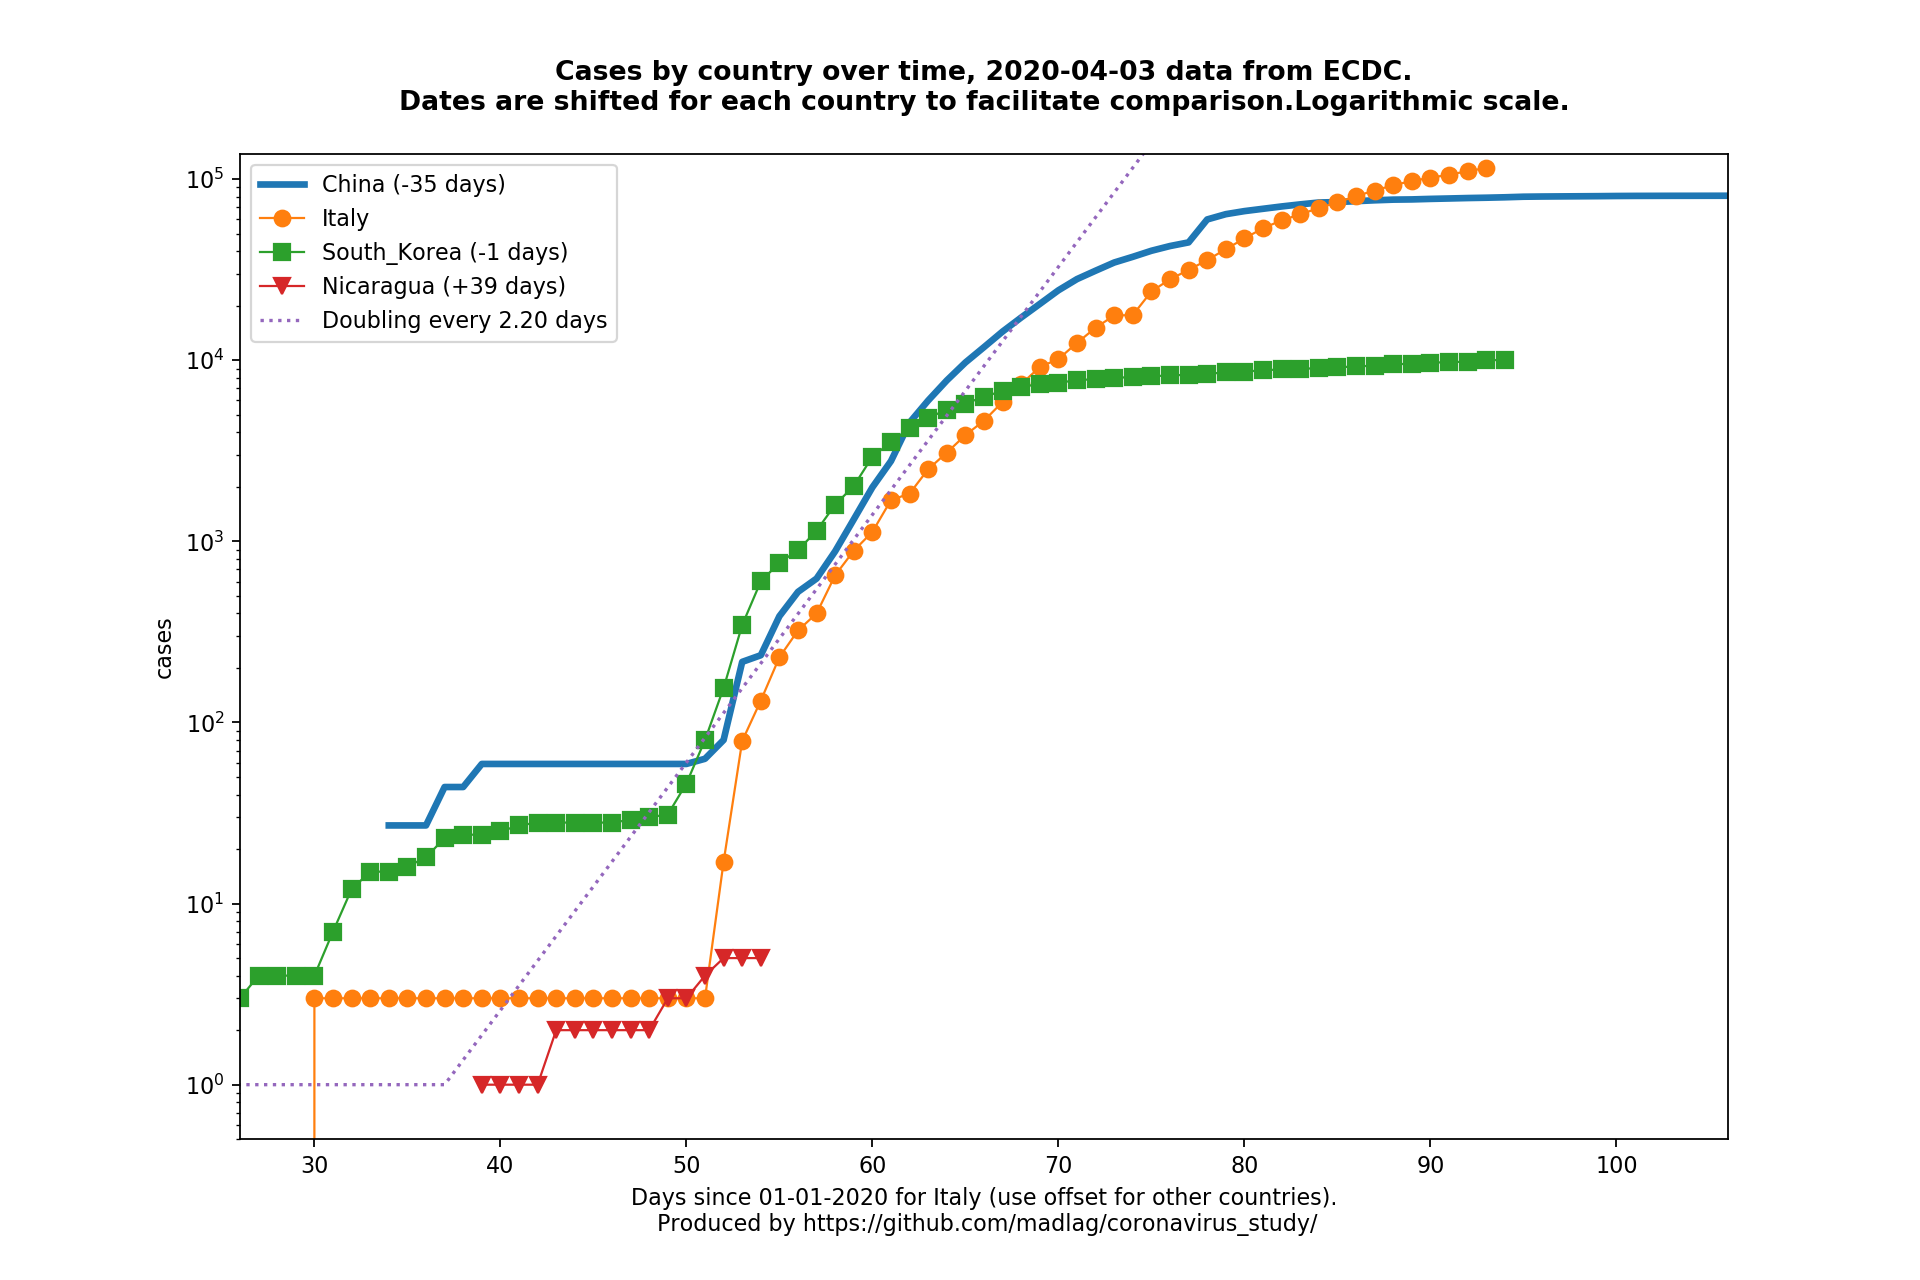 Cases by country over time, 2020-04-03 data from ECDC.
Dates are shifted for each country to facilitate comparison.Logarithmic scale.
China (-35 days)
Italy
South_Korea (-1 days)
Nicaragua (+39 days)
Doubling every 2.20 days
10⁵
10⁴
10³
10²
10¹
10⁰
cases
30 40 50 60 70 80 90 100
Days since 01-01-2020 for Italy (use offset for other countries).
Produced by https://github.com/madlag/coronavirus_study/